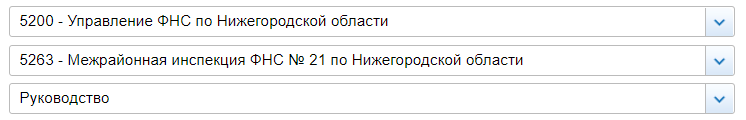 5200 - Управление ФНС по Нижегородской области
5263 - Межрайонная инспекция ФНС № 21 по Нижегородской области
Руководство